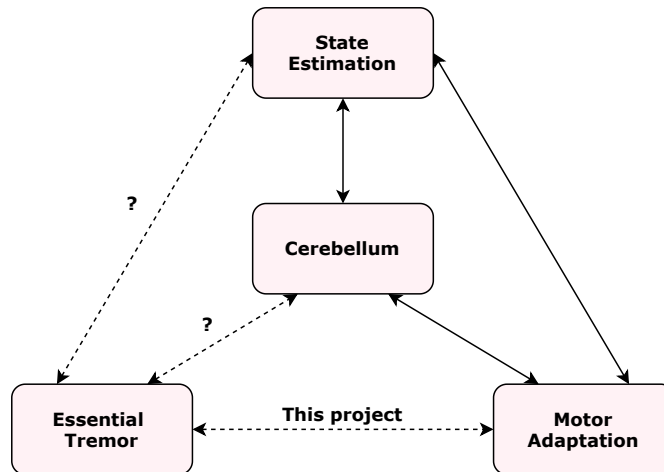 State
Estimation
?
Cerebellum
?
Essential
Tremor
This project
Motor
Adaptation